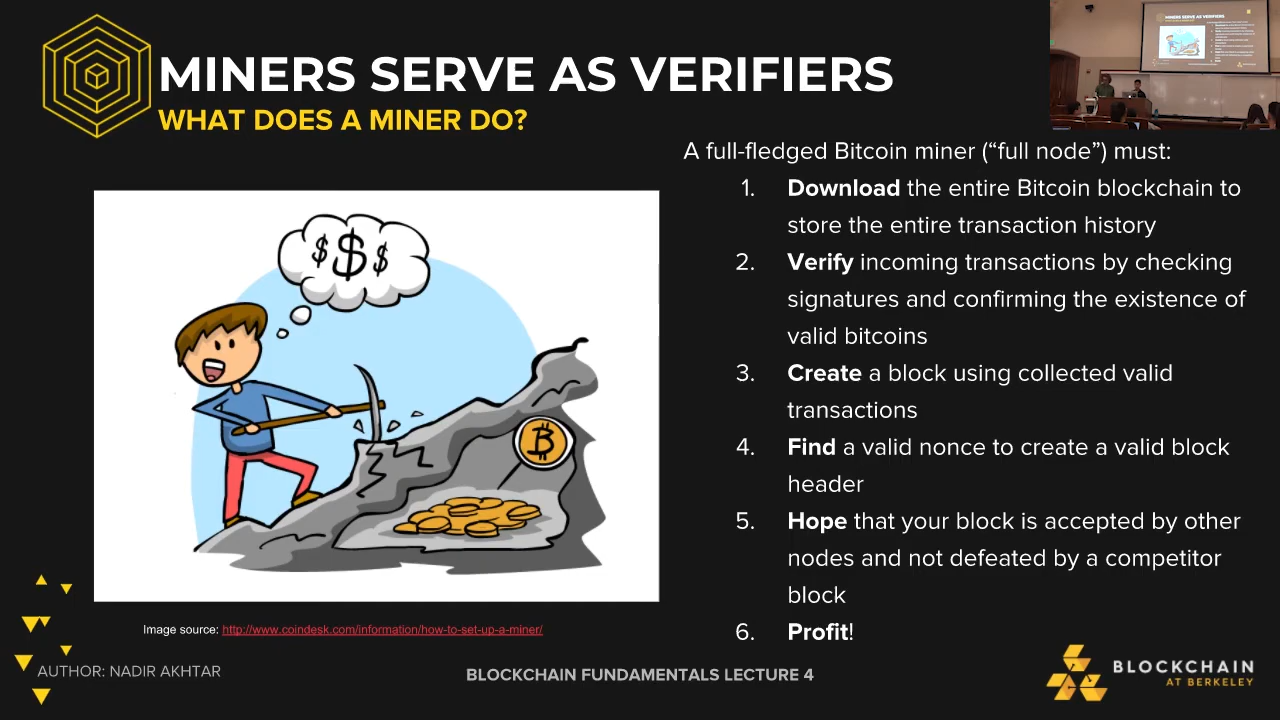 MINERS SERVE AS VERIFIERS
WHAT DOES A MINER DO?
A full-fledged Bitcoin miner (“full node”) must:
1. Download the entire Bitcoin blockchain to
store the entire transaction history
2. Verify incoming transactions by checking
signatures and confirming the existence of
valid bitcoins
3. Create a block using collected valid
transactions
4. Find a valid nonce to create a valid block
header
5. Hope that your block is accepted by other
nodes and not defeated by a competitor
block
6. Profit!
$ $ $
B
Image source: http://www.coindesk.com/information/how-to-set-up-a-miner/
AUTHOR: NADIR AKHTAR
BLOCKCHAIN FUNDAMENTALS LECTURE 4
BLOCKCHAIN
AT BERKELEY
MINERS SERVE AS VERIFIERS